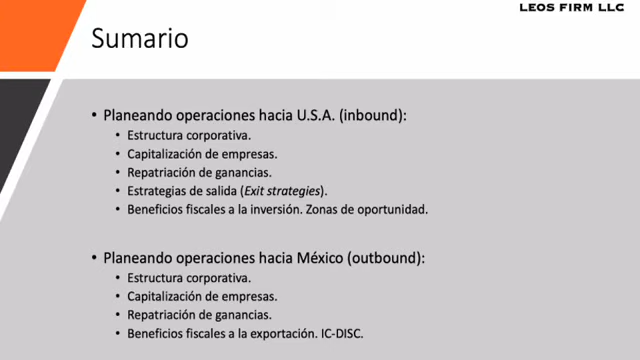 LEOS FIRM LLC
Sumario
• Planeando operaciones hacia U.S.A. (inbound):
• Estructura corporativa.
• Capitalización de empresas.
• Repatriación de ganancias.
• Estrategias de salida (Exit strategies).
• Beneficios fiscales a la inversión. Zonas de oportunidad.
• Planeando operaciones hacia México (outbound):
• Estructura corporativa.
• Capitalización de empresas.
• Repatriación de ganancias.
• Beneficios fiscales a la exportación. IC-DISC.